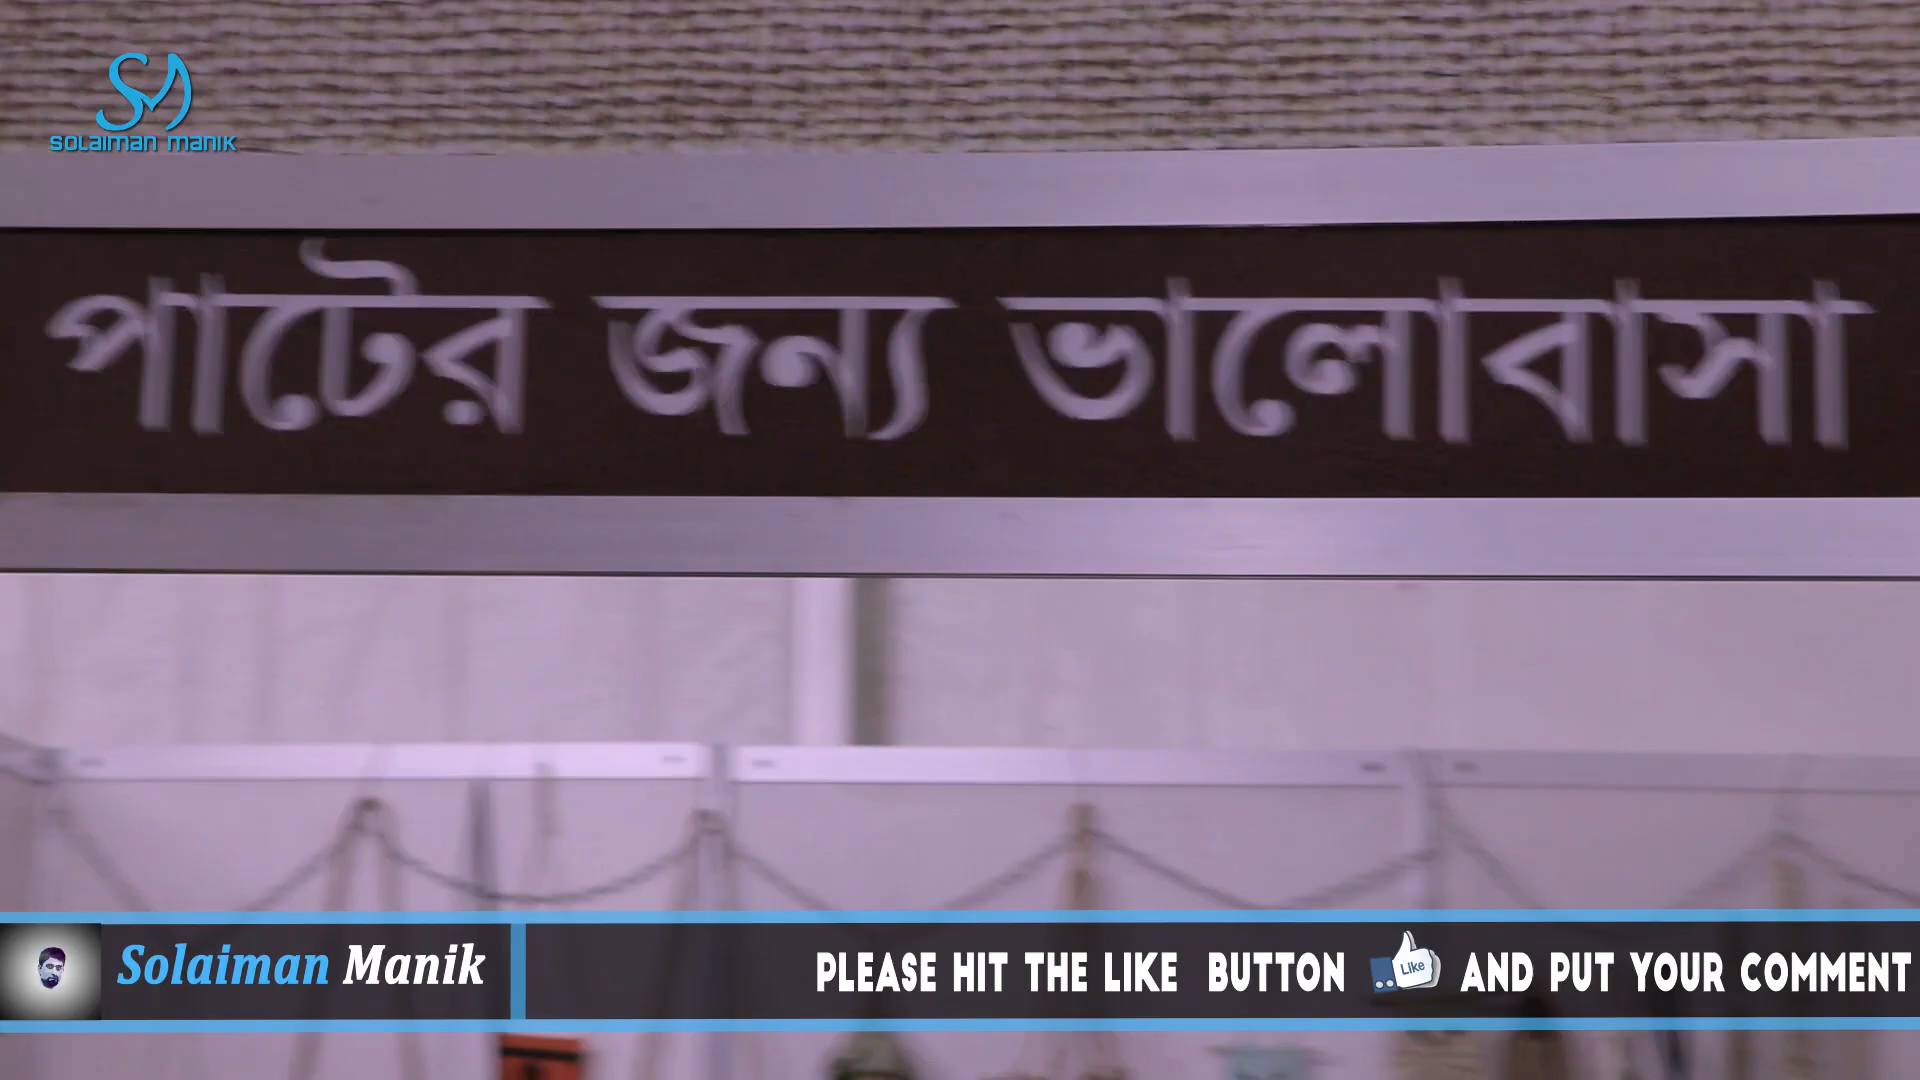 SOLAIMAN MANIK
পাটের জন্য ভালোবাসা
Solaiman Manik
PLEASE HIT THE LIKE BUTTON Like AND PUT YOUR COMMENT